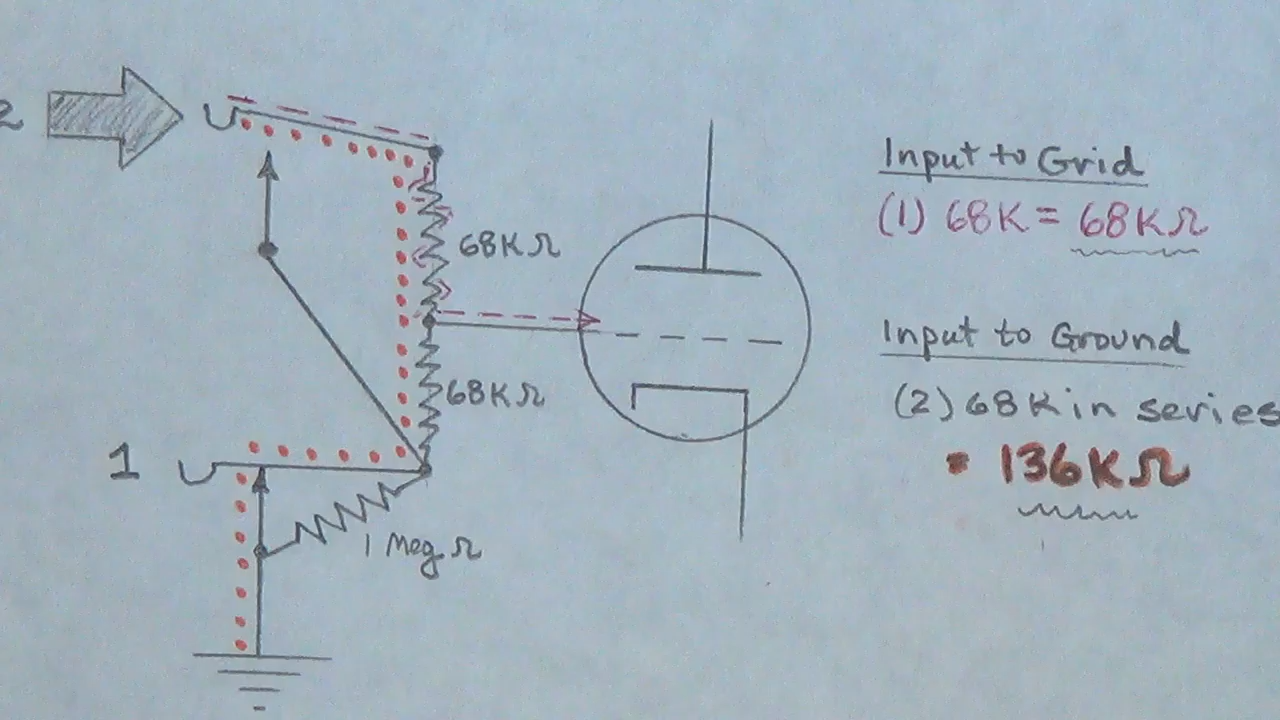 2
1
68KΩ
68KΩ
1 Meg Ω
Input to Grid
(1) 68K = 68KΩ
Input to Ground
(2) 68K in series
= 136KΩ